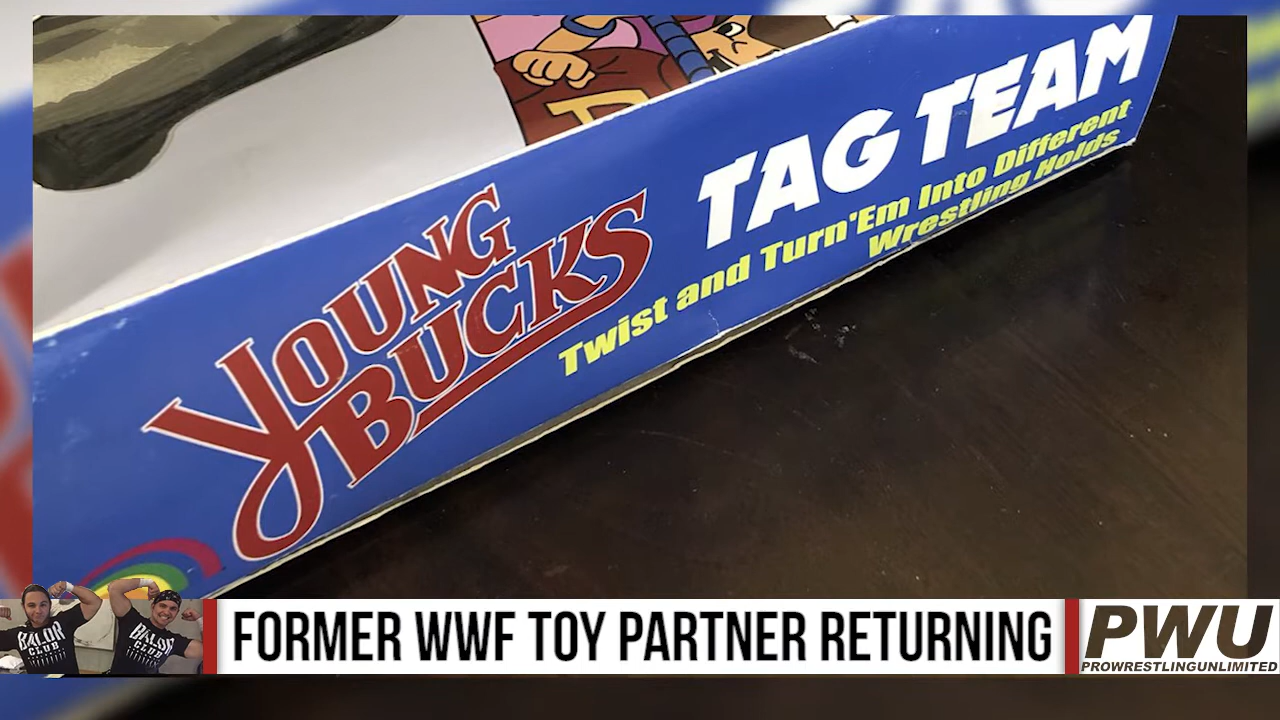 TAG TEAM
YOUNG
BUCKS
Twist and Turn'Em Into Different
Wrestling Holds
BALOR
CLUB
BALOR
CLUB
FORMER WWF TOY PARTNER RETURNING
PWU
PROWRESTLINGUNLIMITED